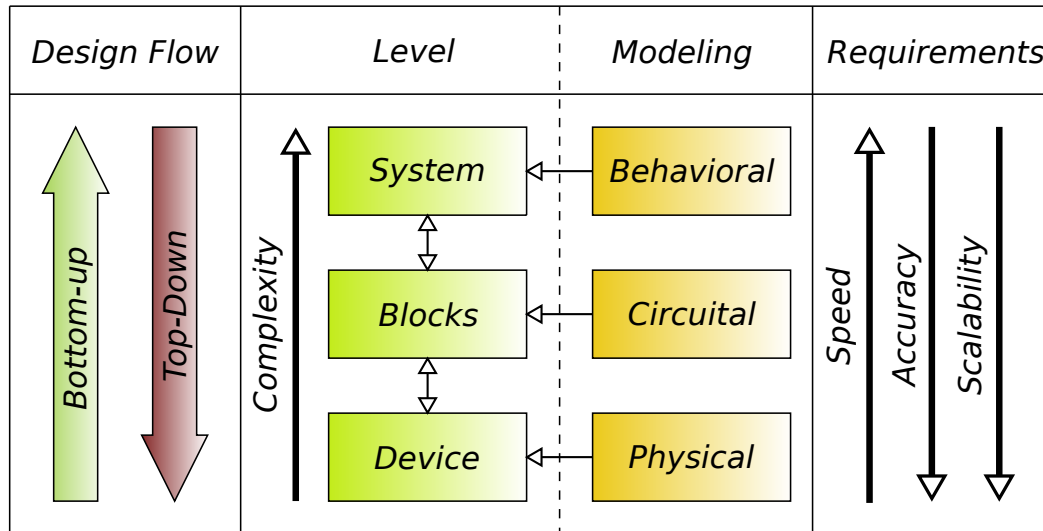 Design Flow
Level
Modeling
Requirements
Bottom-up
Top-Down
Complexity
System
Behavioral
Blocks
Circuital
Device
Physical
Speed
Accuracy
Scalability